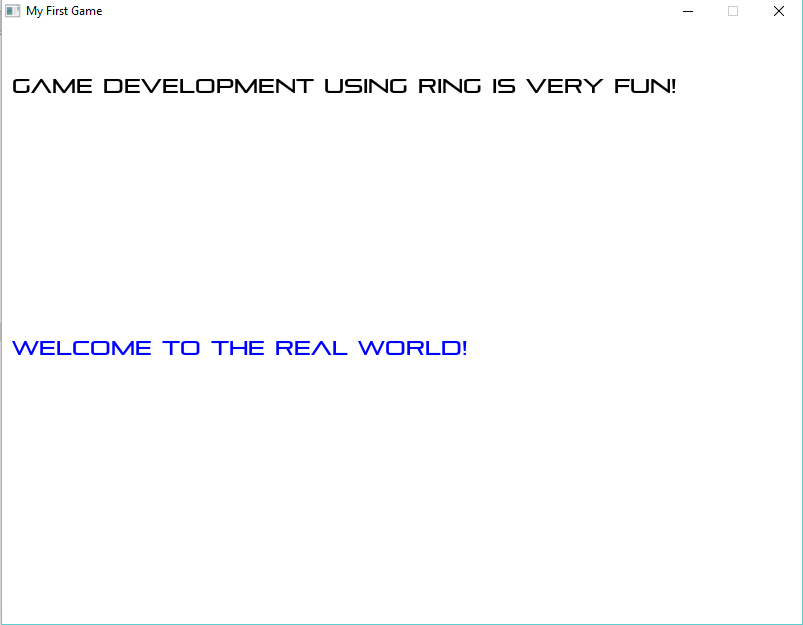 My First Game
GAME DEVELOPMENT USING RING IS VERY FUN!
WELCOME TO THE REAL WORLD!